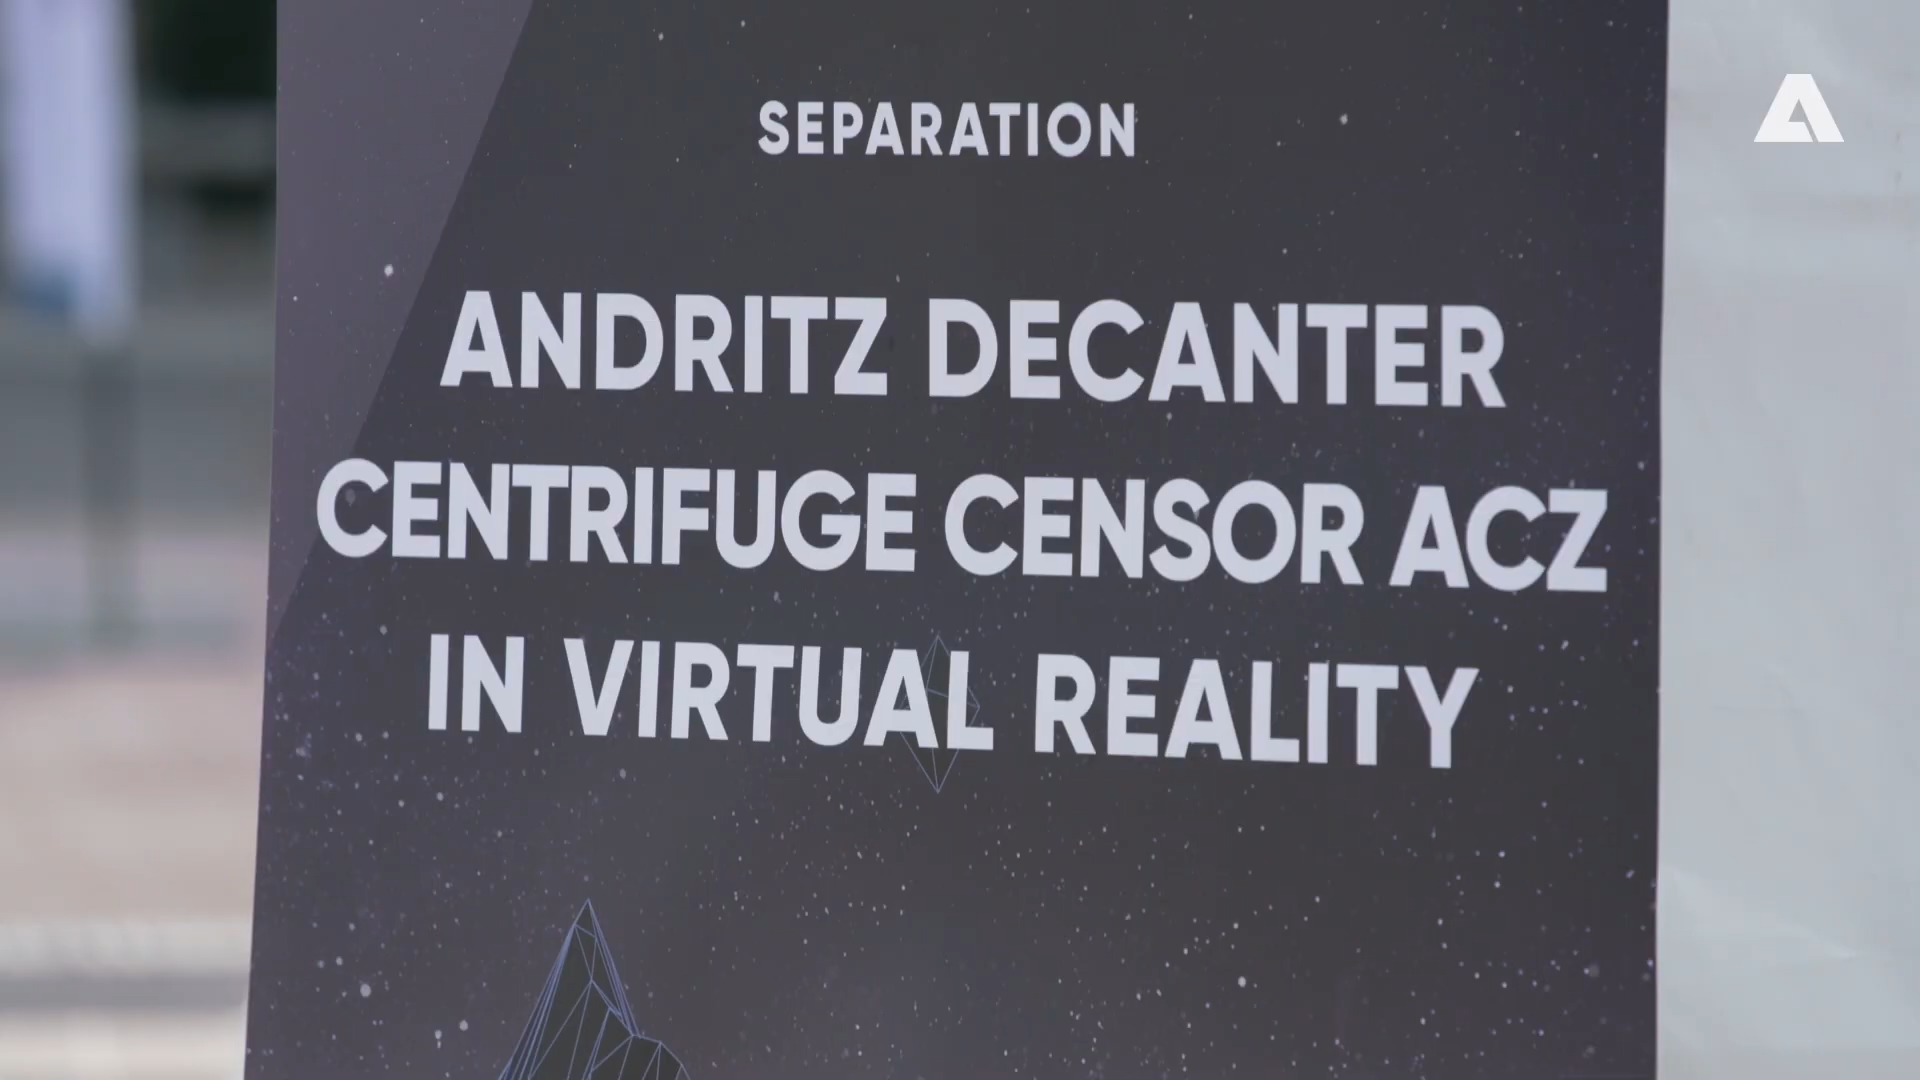 SEPARATION
ANDRITZ DECANTER
CENTRIFUGE CENSOR ACZ
IN VIRTUAL REALITY